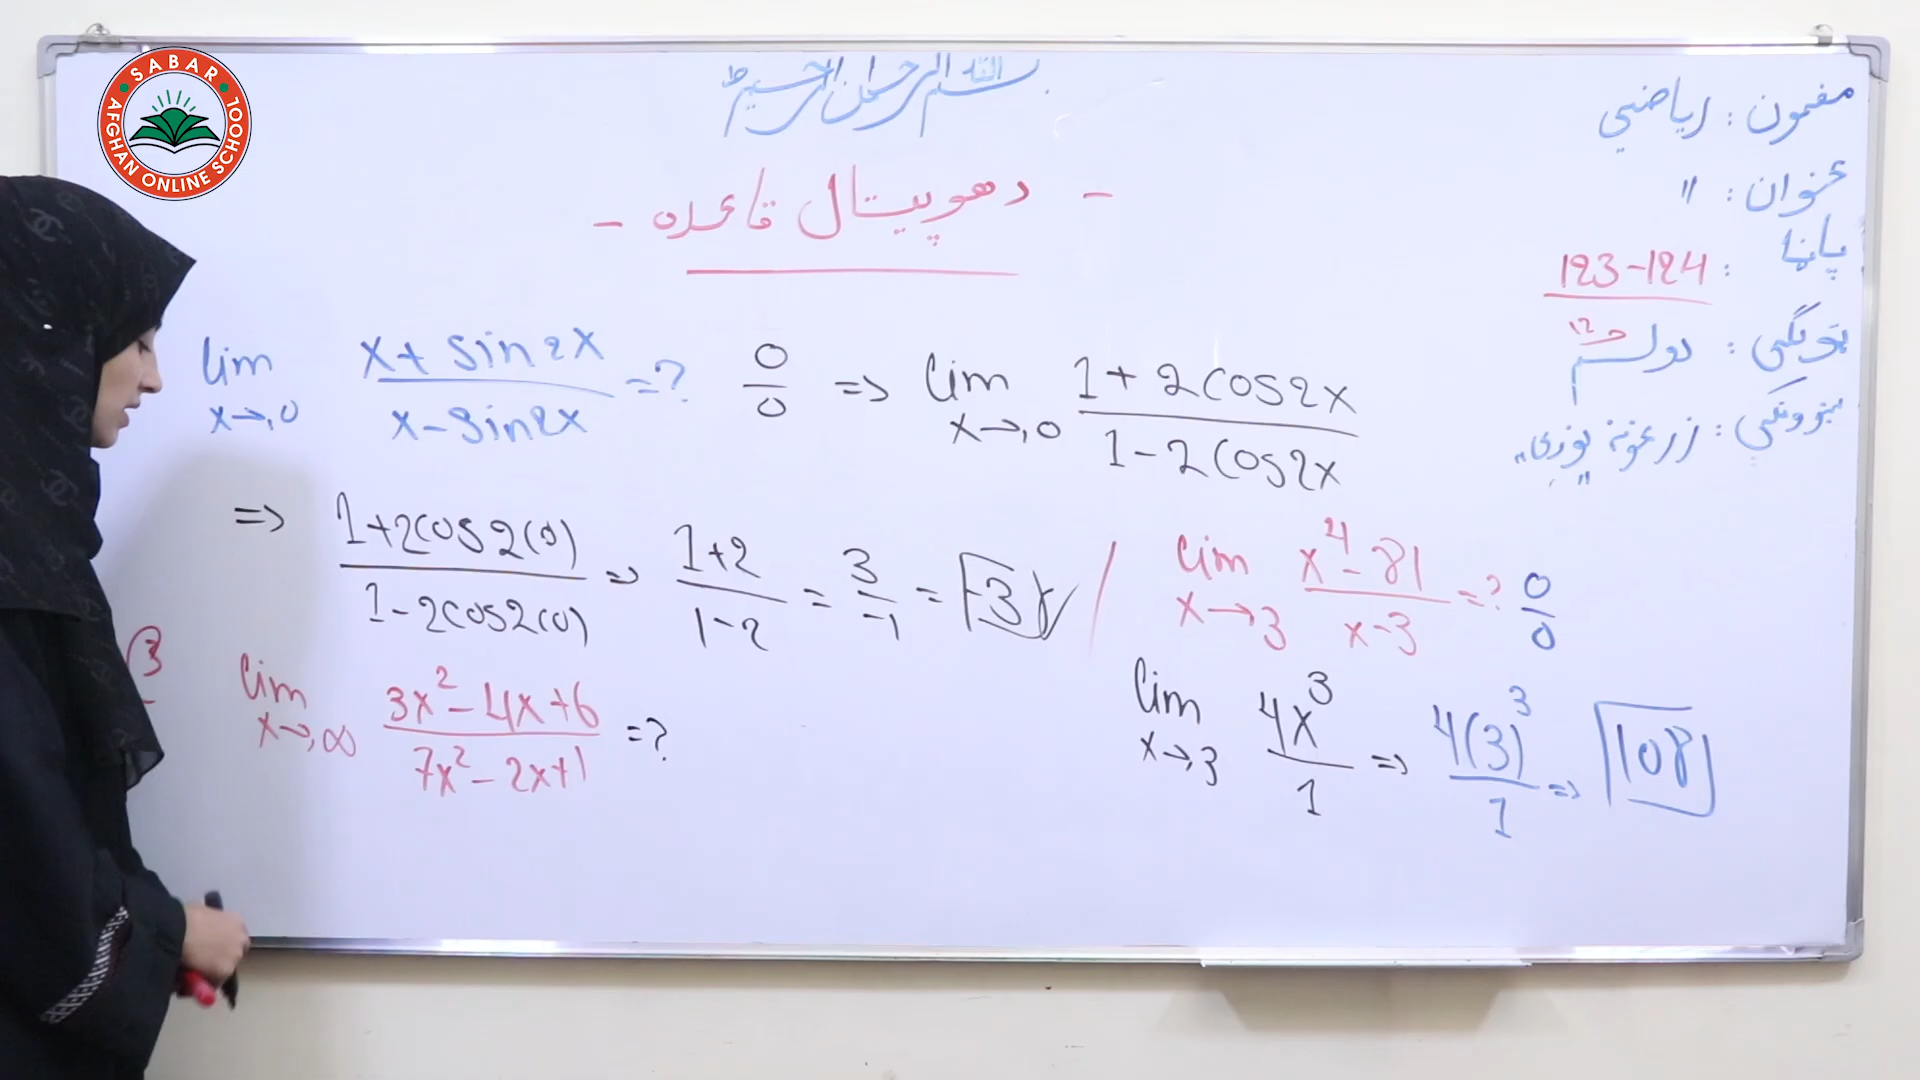 SABAR
AFGHAN ONLINE SCHOOL
بسم الله الرحمن الرحیم
مضمون : ریاضي
عنوان : "
پاڼه : 123-124
ټولګی : دولسم 12
ښوونکې : زرغونه
- دهوپیتال قاعده -
lim x→0 x+sin2x / x-sin2x =? 0/0 => lim x→0 1+2cos2x / 1-2cos2x
=> 1+2cos2(0) / 1-2cos2(0) => 1+2 / 1-2 = 3/-1 = -3
lim x→3 x⁴-81 / x-3 =? 0/0
lim x→3 4x³ / 1 => 4(3)³ / 1 => 108
3
lim x→∞ 3x²-4x+6 / 7x²-2x+1 =?